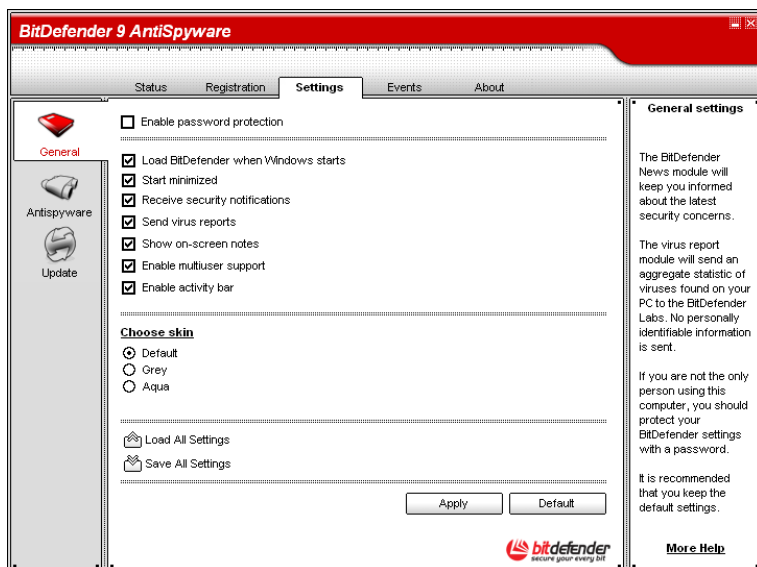 BitDefender 9 AntiSpyware
Status
Registration
Settings
Events
About
General
Antispyware
Update
Enable password protection
Load BitDefender when Windows starts
Start minimized
Receive security notifications
Send virus reports
Show on-screen notes
Enable multiuser support
Enable activity bar
Choose skin
Default
Grey
Aqua
Load All Settings
Save All Settings
Apply
Default
bitdefender
secure your every bit
General settings
The BitDefender
News module will
keep you informed
about the latest
security concerns.
The virus report
module will send an
aggregate statistic of
viruses found on your
PC to the BitDefender
Labs. No personally
identifiable information
is sent.
If you are not the only
person using this
computer, you should
protect your
BitDefender settings
with a password.
It is recommended
that you keep the
default settings.
More Help